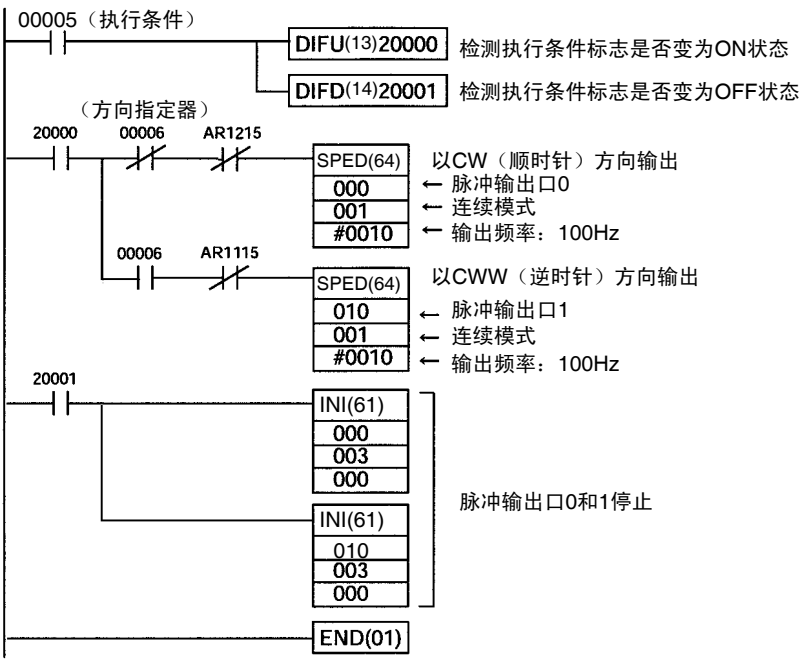 00005（执行条件）
DIFU(13)20000 检测执行条件标志是否变为ON状态
DIFD(14)20001 检测执行条件标志是否变为OFF状态
（方向指定器）
20000 00006 AR1215
SPED(64) 以CW（顺时针）方向输出
000 ← 脉冲输出口0
001 ← 连续模式
#0010 ← 输出频率：100Hz
00006 AR1115
SPED(64) 以CWW（逆时针）方向输出
010 ← 脉冲输出口1
001 ← 连续模式
#0010 ← 输出频率：100Hz
20001
INI(61)
000
003
000
脉冲输出口0和1停止
INI(61)
010
003
000
END(01)